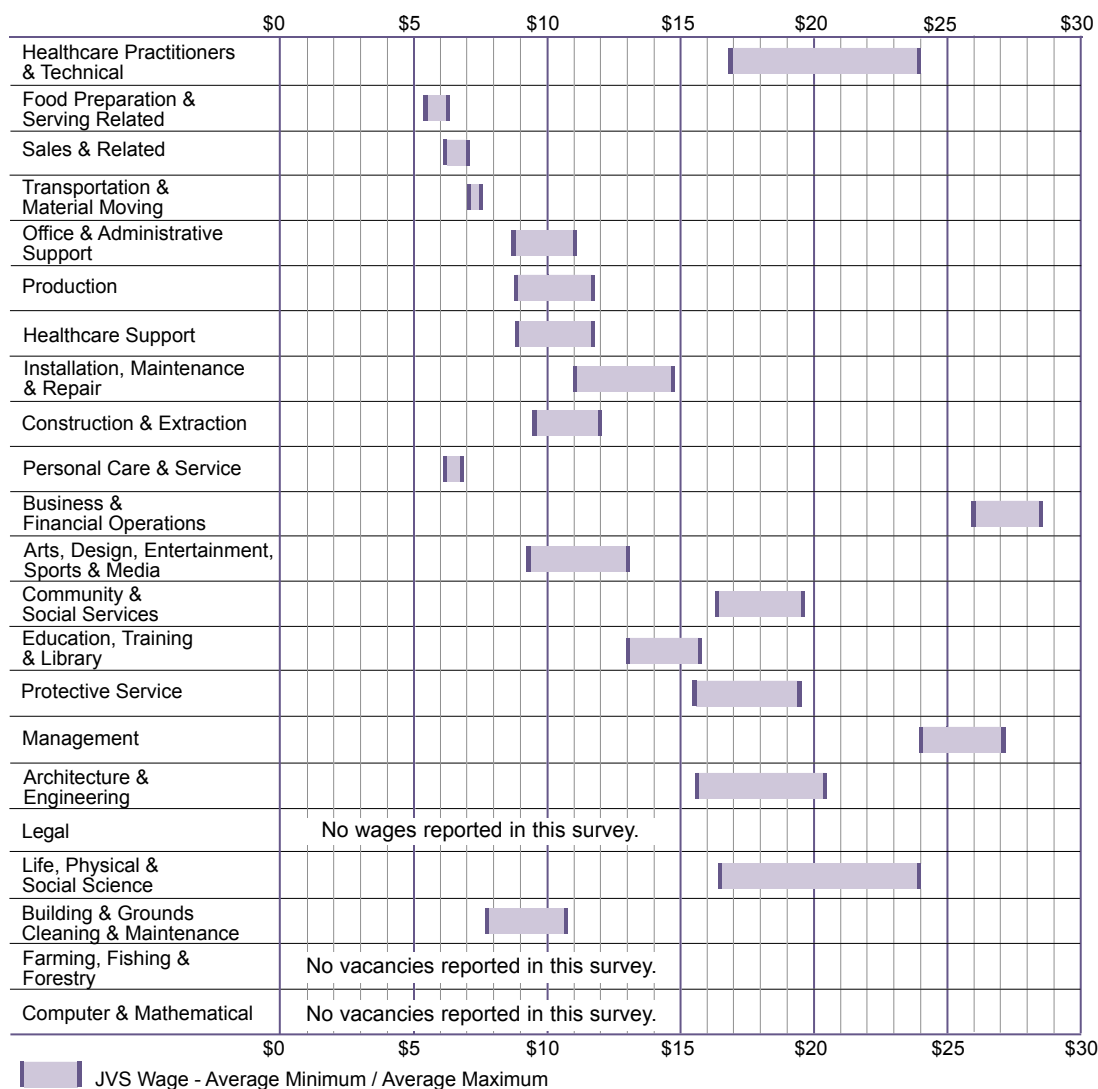 $0 $5 $10 $15 $20 $25 $30
Healthcare Practitioners
& Technical
Food Preparation &
Serving Related
Sales & Related
Transportation &
Material Moving
Office & Administrative
Support
Production
Healthcare Support
Installation, Maintenance
& Repair
Construction & Extraction
Personal Care & Service
Business &
Financial Operations
Arts, Design, Entertainment,
Sports & Media
Community &
Social Services
Education, Training
& Library
Protective Service
Management
Architecture &
Engineering
Legal No wages reported in this survey.
Life, Physical &
Social Science
Building & Grounds
Cleaning & Maintenance
Farming, Fishing &
Forestry
No vacancies reported in this survey.
Computer & Mathematical No vacancies reported in this survey.
$0 $5 $10 $15 $20 $25 $30
JVS Wage - Average Minimum / Average Maximum